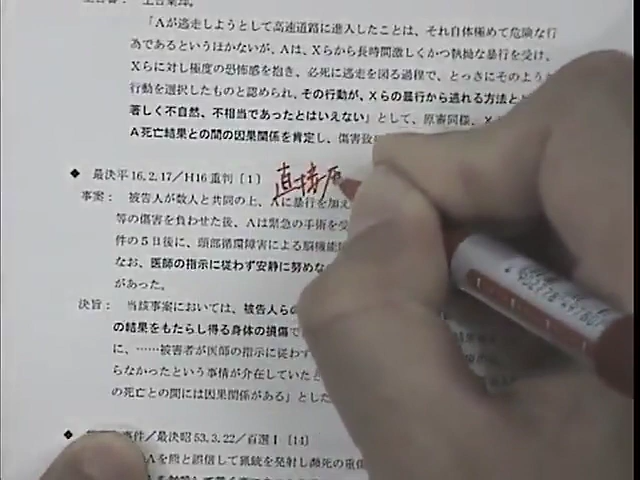 「Aが逃走しようとして高速道路に進入したことは、それ自体極めて危険な行
為であるというほかないが、Aは、Xらから長時間激しくかつ執拗な暴行を受け、
Xらに対し極度の恐怖感を抱き、必死に逃走を図る過程で、とっさにそのような
行動を選択したものと認められ、その行動が、Xらの暴行から逃れる方法と
著しく不自然、不相当であったとはいえない」として、原審同様、X
A死亡結果との間の因果関係を肯定し、傷害致
◆ 最決平16.2.17/H16重判〔1〕 直接原
事案: 被告人が数人と共同の上、Aに暴行を加え
等の傷害を負わせた後、Aは緊急の手術を受
件の5日後に、頭部循環障害による脳機能
なお、医師の指示に従わず安静に努めな
があった。
決旨: 当該事案においては、被告人ら
の結果をもたらし得る身体の損傷で
に、……被害者が医師の指示に従わず
らなかったという事情が介在していたと
の死亡との間には因果関係がある」とした
◆ 事件/最決昭53.3.22/百選Ⅰ〔14〕
Aを熊と誤信して猟銃を発射し瀕死の重傷